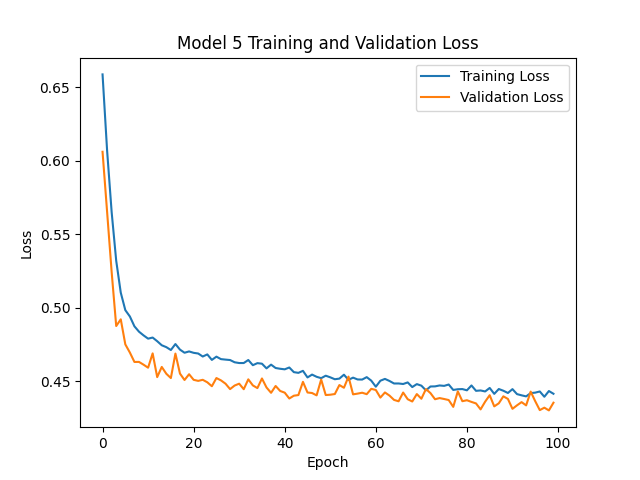 Model 5 Training and Validation Loss
Training Loss
Validation Loss
0.65
0.60
0.55
0.50
0.45
Loss
0
20
40
60
80
100
Epoch